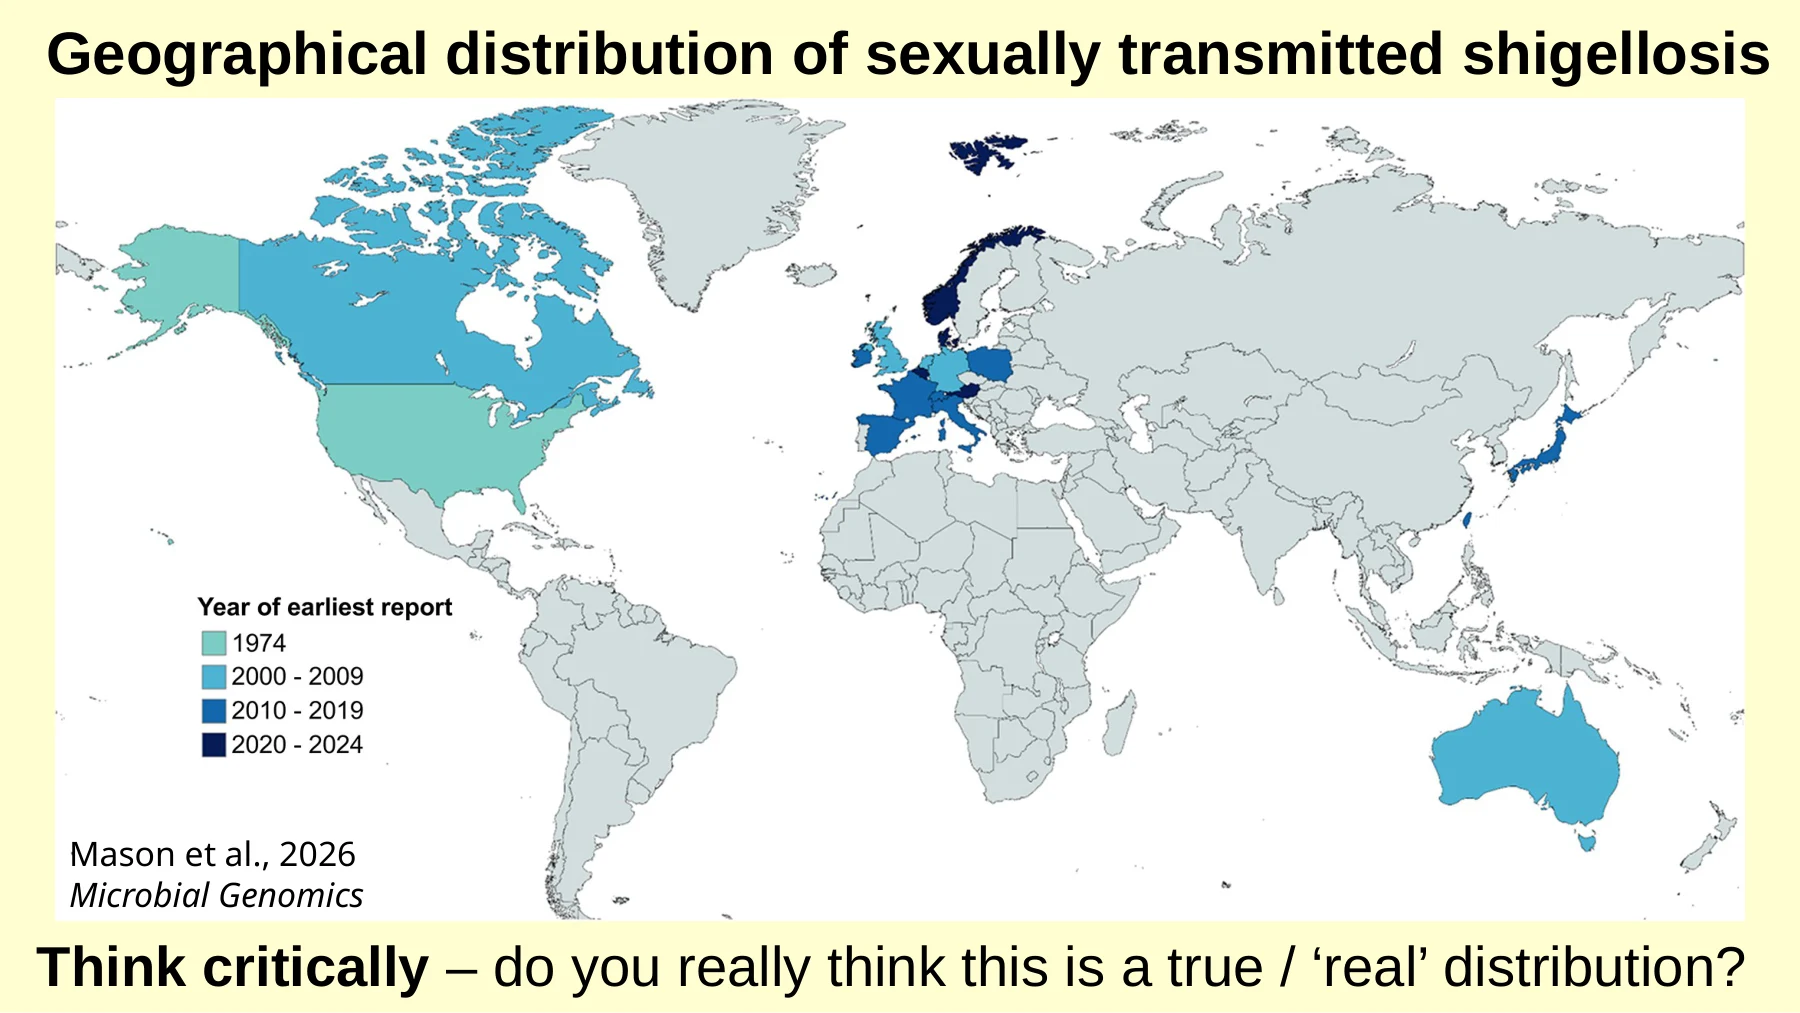 Geographical distribution of sexually transmitted shigellosis
Year of earliest report
1974
2000 - 2009
2010 - 2019
2020 - 2024
Mason et al., 2026
Microbial Genomics
Think critically – do you really think this is a true / ‘real’ distribution?